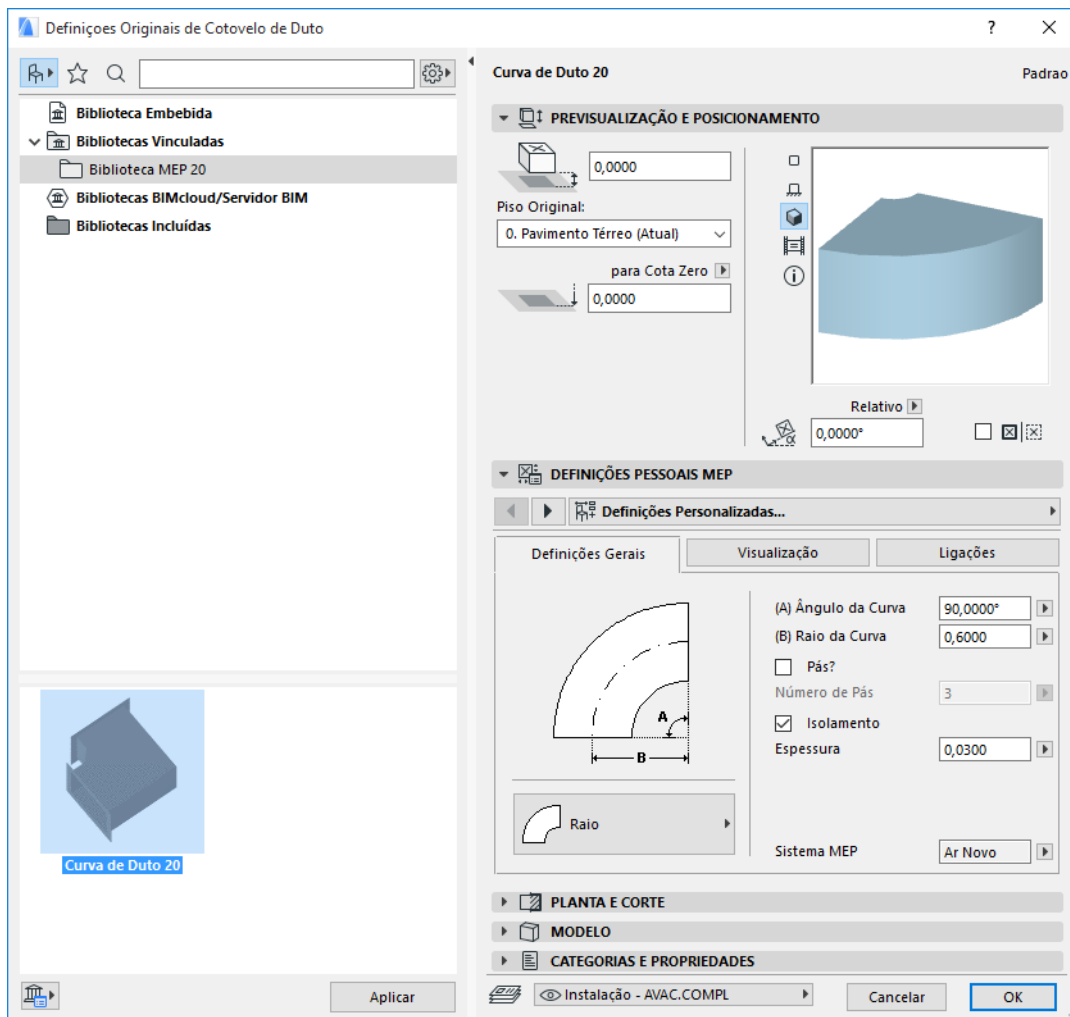 Definiçoes Originais de Cotovelo de Duto
?
Biblioteca Embebida
Bibliotecas Vinculadas
Biblioteca MEP 20
Bibliotecas BIMcloud/Servidor BIM
Bibliotecas Incluídas
Curva de Duto 20
Aplicar
Curva de Duto 20 Padrao
PREVISUALIZAÇÃO E POSICIONAMENTO
0,0000
Piso Original:
0. Pavimento Térreo (Atual)
para Cota Zero
0,0000
Relativo
α 0,0000°
DEFINIÇÕES PESSOAIS MEP
Definições Personalizadas...
Definições Gerais Visualização Ligações
A
B
Raio
(A) Ângulo da Curva 90,0000°
(B) Raio da Curva 0,6000
Pás?
Número de Pás 3
Isolamento
Espessura 0,0300
Sistema MEP Ar Novo
PLANTA E CORTE
MODELO
CATEGORIAS E PROPRIEDADES
Instalação - AVAC.COMPL
Cancelar OK